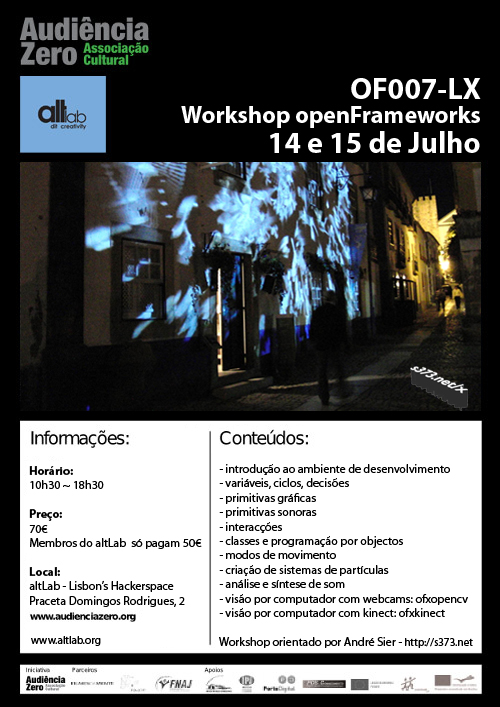 Audiência
Zero Associação
Cultural
altlab
dit creativity
OF007-LX
Workshop openFrameworks
14 e 15 de Julho
s373.net/x
Informações:
Horário:
10h30 ~ 18h30
Preço:
70€
Membros do altLab só pagam 50€
Local:
altLab - Lisbon's Hackerspace
Praceta Domingos Rodrigues, 2
www.audienciazero.org
www.altlab.org
Conteúdos:
- introdução ao ambiente de desenvolvimento
- variáveis, ciclos, decisões
- primitivas gráficas
- primitivas sonoras
- interacções
- classes e programação por objectos
- modos de movimento
- criação de sistemas de partículas
- análise e síntese de som
- visão por computador com webcams: ofxopencv
- visão por computador com kinect: ofxkinect
Workshop orientado por André Sier - http://s373.net
Iniciativa Parceiros Apoios
Audiência
Zero Associação
Cultural
FNAJ
PortoDigital